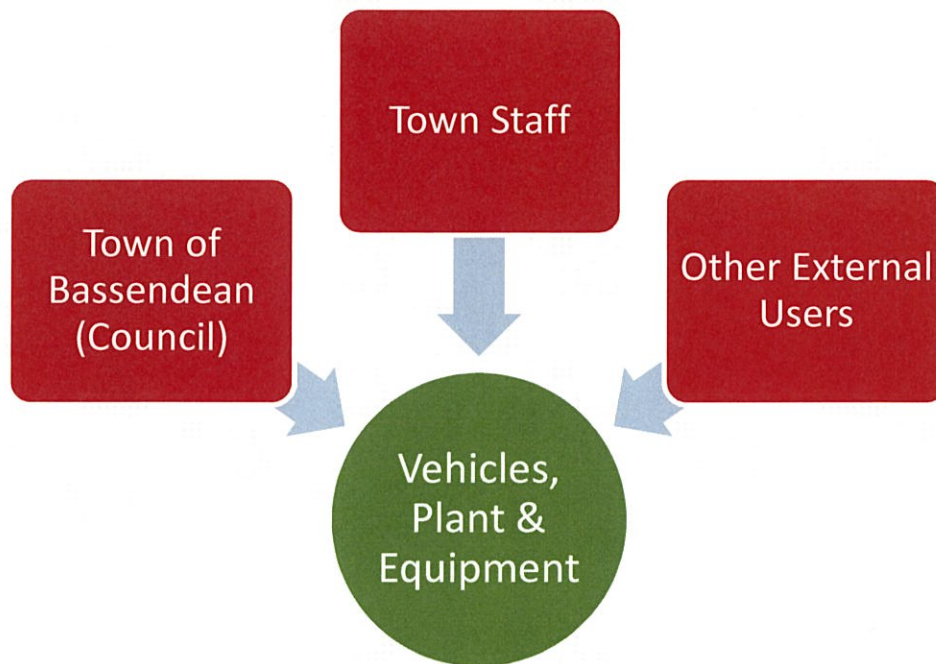 Town Staff
Town of
Bassendean
(Council)
Other External
Users
Vehicles,
Plant &
Equipment